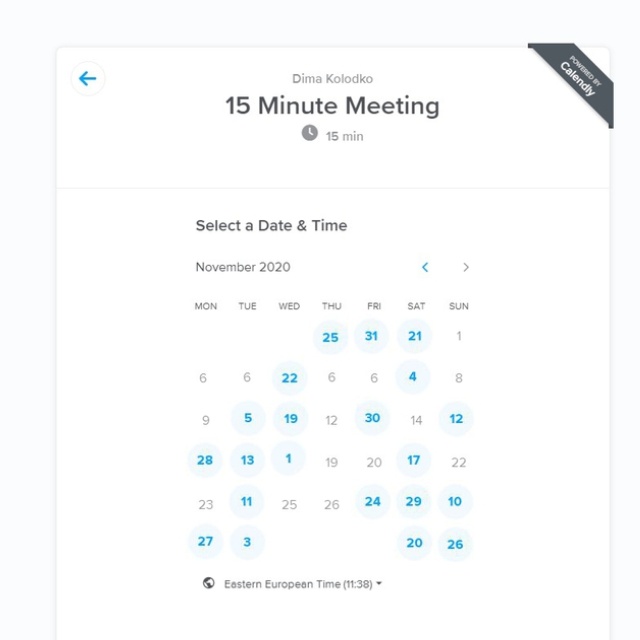 POWERED BY
Calendly
Dima Kolodko
15 Minute Meeting
15 min
Select a Date & Time
November 2020
MON TUE WED THU FRI SAT SUN
25 31 21 1
6 6 22 6 6 4 8
9 5 19 12 30 14 12
28 13 1 19 20 17 22
23 11 25 26 24 29 10
27 3 20 26
Eastern European Time (11:38)